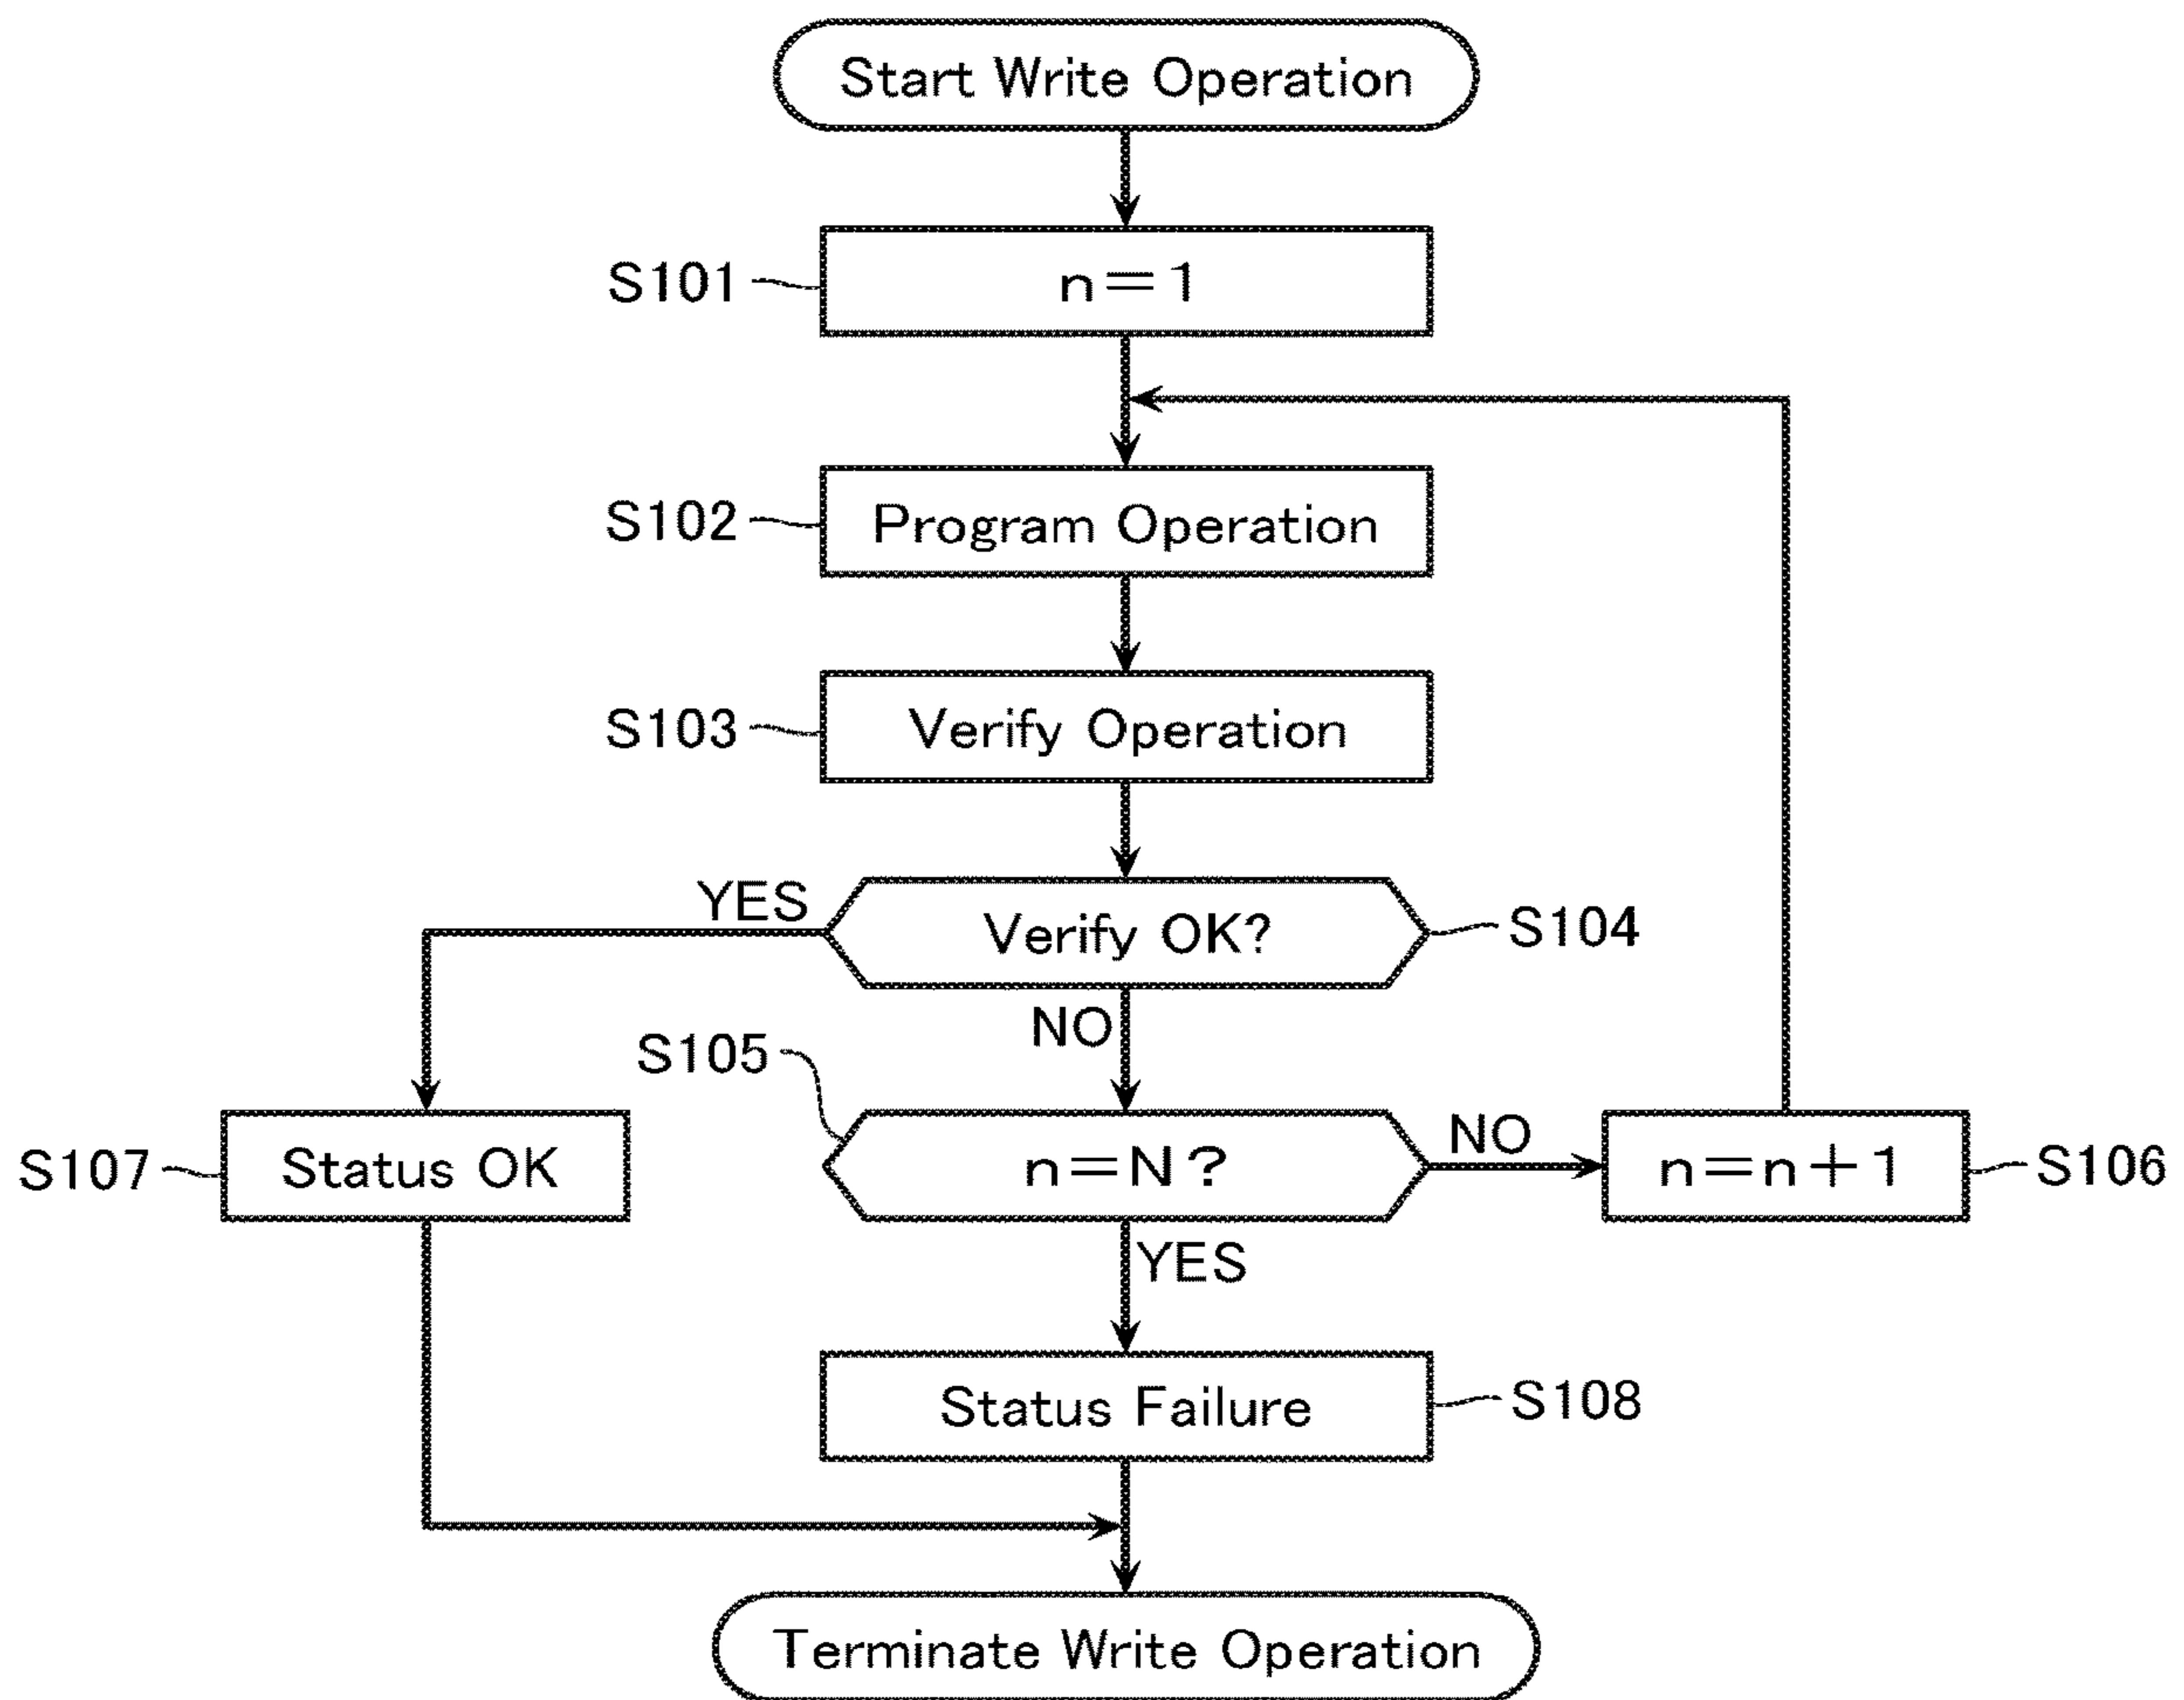 Start Write Operation
S101
n=1
S102
Program Operation
S103
Verify Operation
YES
Verify OK?
S104
NO
S105
n=N?
NO
n=n+1
S106
S107
Status OK
YES
Status Failure
S108
Terminate Write Operation